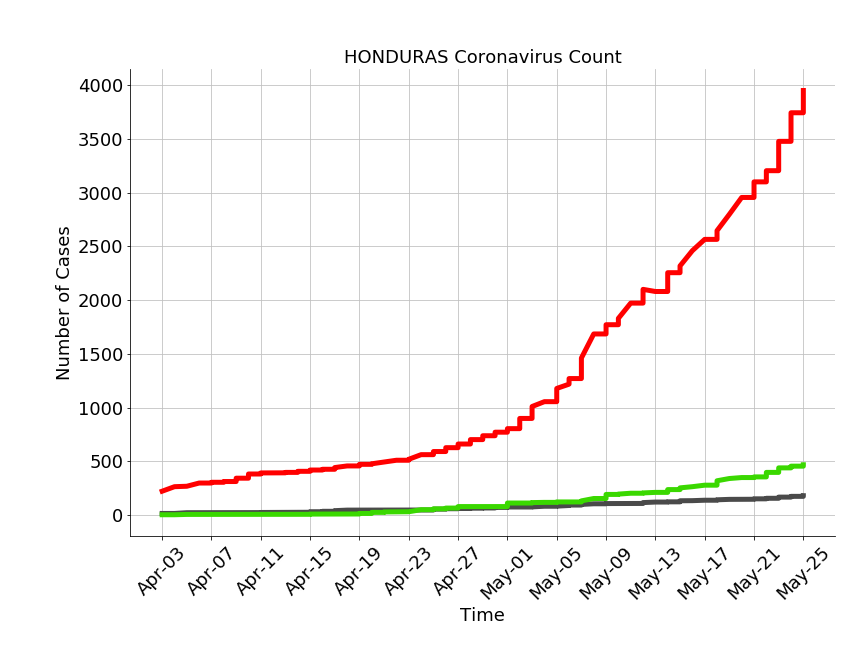 HONDURAS Coronavirus Count
4000
3500
3000
2500
2000
1500
1000
500
0
Number of Cases
Apr-03
Apr-07
Apr-11
Apr-15
Apr-19
Apr-23
Apr-27
May-01
May-05
May-09
May-13
May-17
May-21
May-25
Time